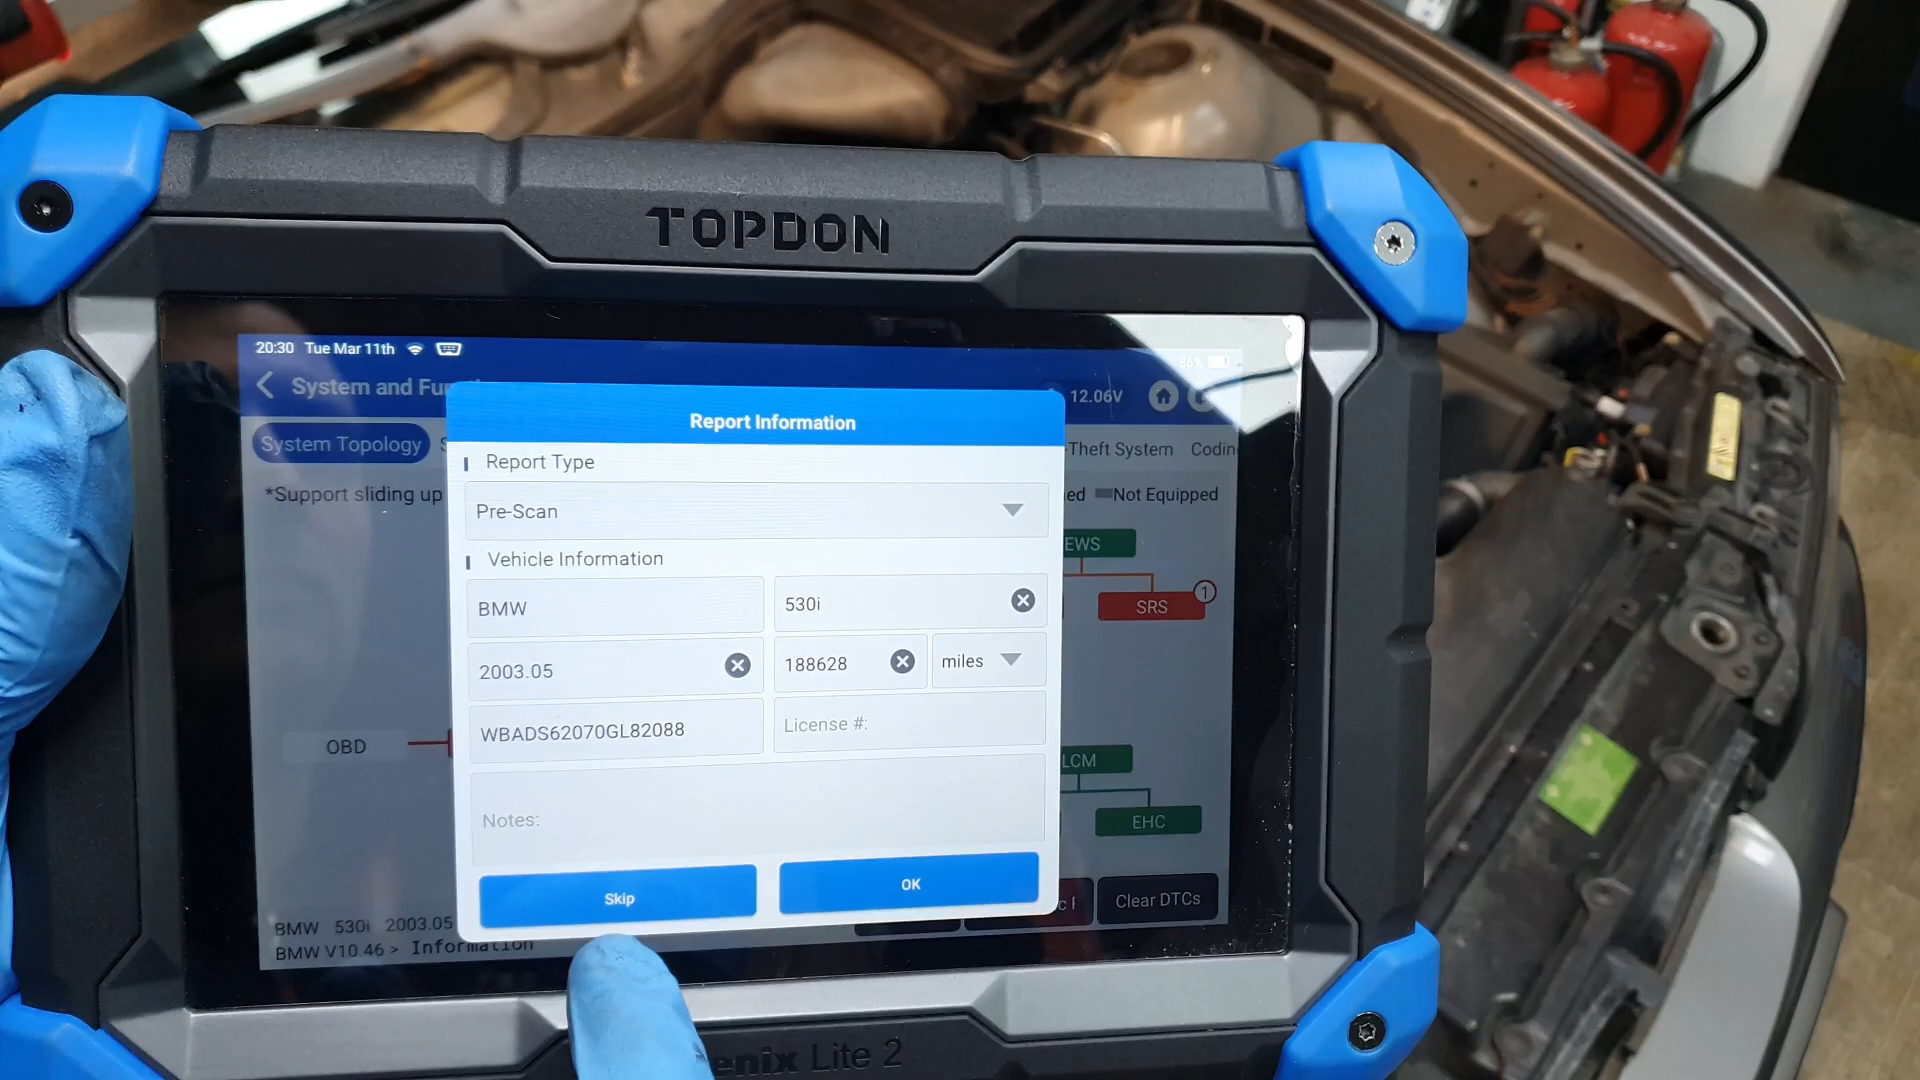 TOPDON
20:30 Tue Mar 11th
86%
System and Fu
12.06V
Report Information
System Topology
-Theft System
Codin
Report Type
*Support sliding up
Not Equipped
Pre-Scan
EWS
Vehicle Information
BMW
530i
SRS
1
2003.05
188628
miles
WBADS62070GL82088
License #:
OBD
LCM
Notes:
EHC
Skip
OK
Clear DTCs
BMW 530i 2003.05
BMW V10.46 > Information
enix Lite 2